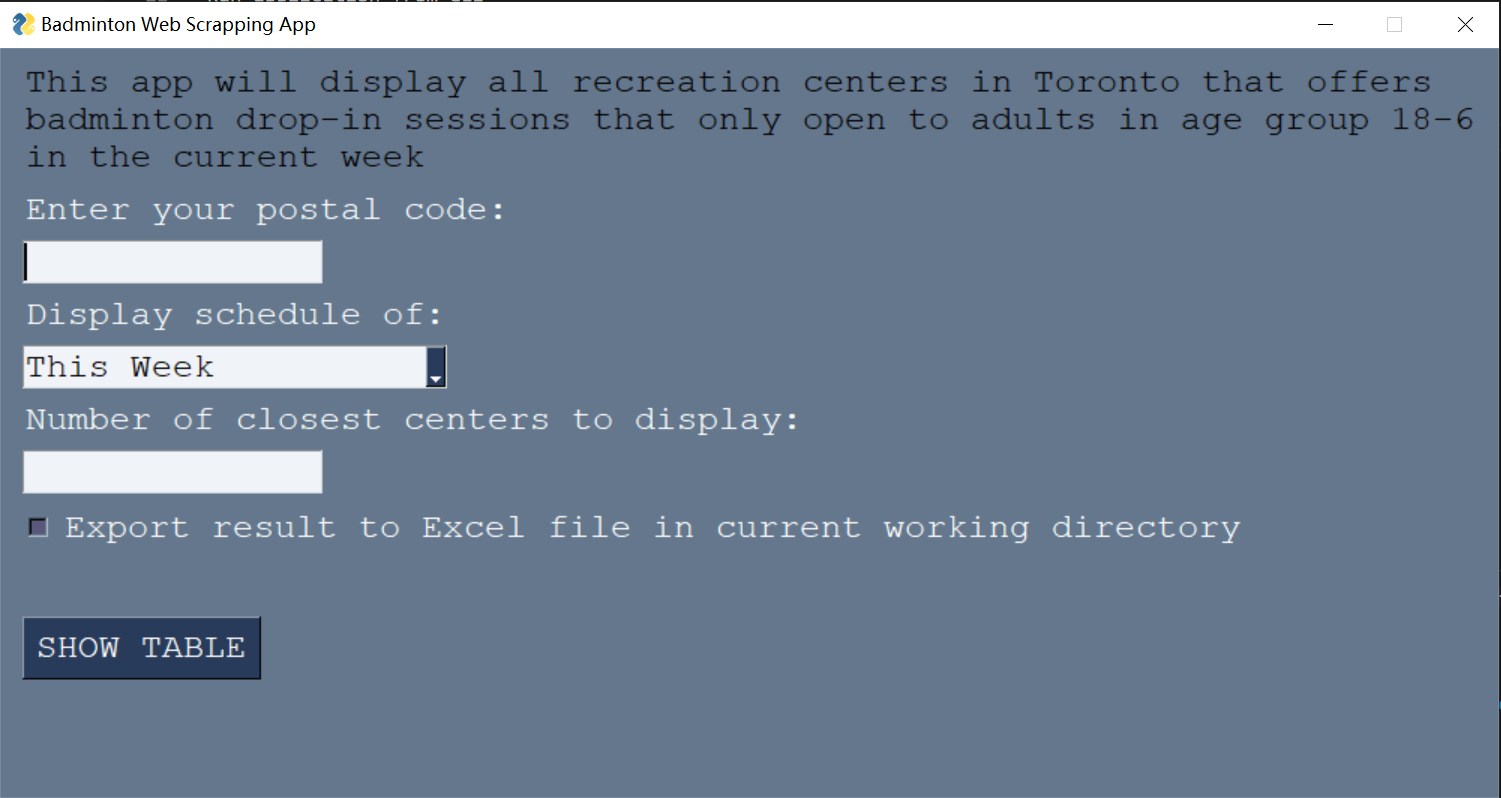 Badminton Web Scrapping App
This app will display all recreation centers in Toronto that offers
badminton drop-in sessions that only open to adults in age group 18-6
in the current week
Enter your postal code:
Display schedule of:
This Week
Number of closest centers to display:
Export result to Excel file in current working directory
SHOW TABLE